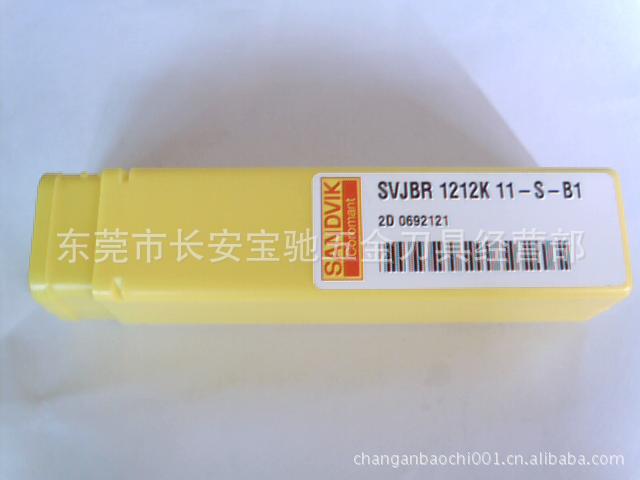 SVJBR 1212K 11-S-B1
2D 0692121
SANDVIK
Coromant
东莞市长安宝驰五金刀具经营部
changanbaochi001.cn.alibaba.com